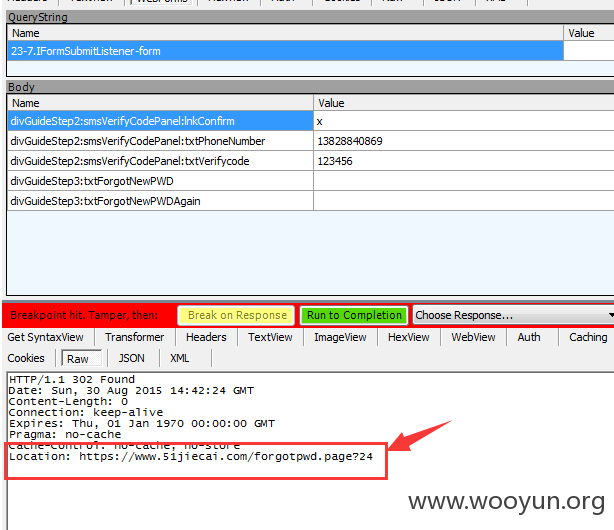 QueryString
Name Value
23-7.IFormSubmitListener-form
Body
Name Value
divGuideStep2:smsVerifyCodePanel:lnkConfirm x
divGuideStep2:smsVerifyCodePanel:txtPhoneNumber 13828840869
divGuideStep2:smsVerifyCodePanel:txtVerifycode 123456
divGuideStep3:txtForgotNewPWD
divGuideStep3:txtForgotNewPWDAgain
Breakpoint hit. Tamper, then: Break on Response Run to Completion Choose Response...
Get SyntaxView Transformer Headers TextView ImageView HexView WebView Auth Caching
Cookies Raw JSON XML
HTTP/1.1 302 Found
Date: Sun, 30 Aug 2015 14:42:24 GMT
Content-Length: 0
Connection: keep-alive
Expires: Thu, 01 Jan 1970 00:00:00 GMT
Pragma: no-cache
Cache-Control: no-cache, no-store
Location: https://www.51jiecai.com/forgotpwd.page?24
www.wooyun.org